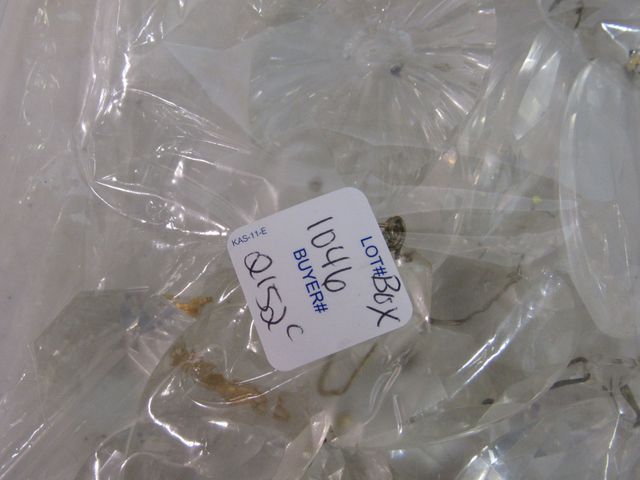 LOT# Box
1046
BUYER#
Q152c
KAS-11-E